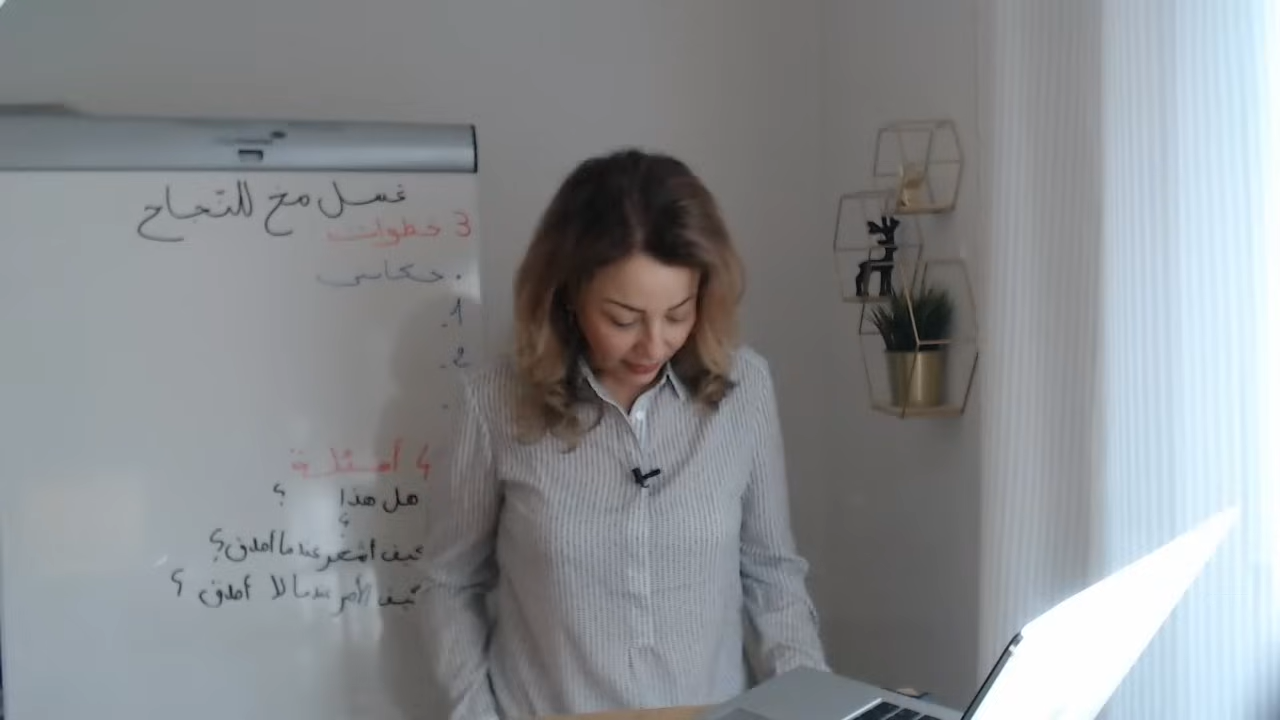 غسل مخ للنجاح
3 خطوات
.1
.2
4 أسئلة
هل هذا ؟
؟
كيف أشعر عندما أصدق؟
كيف الأمر عندما لا أصدق ؟